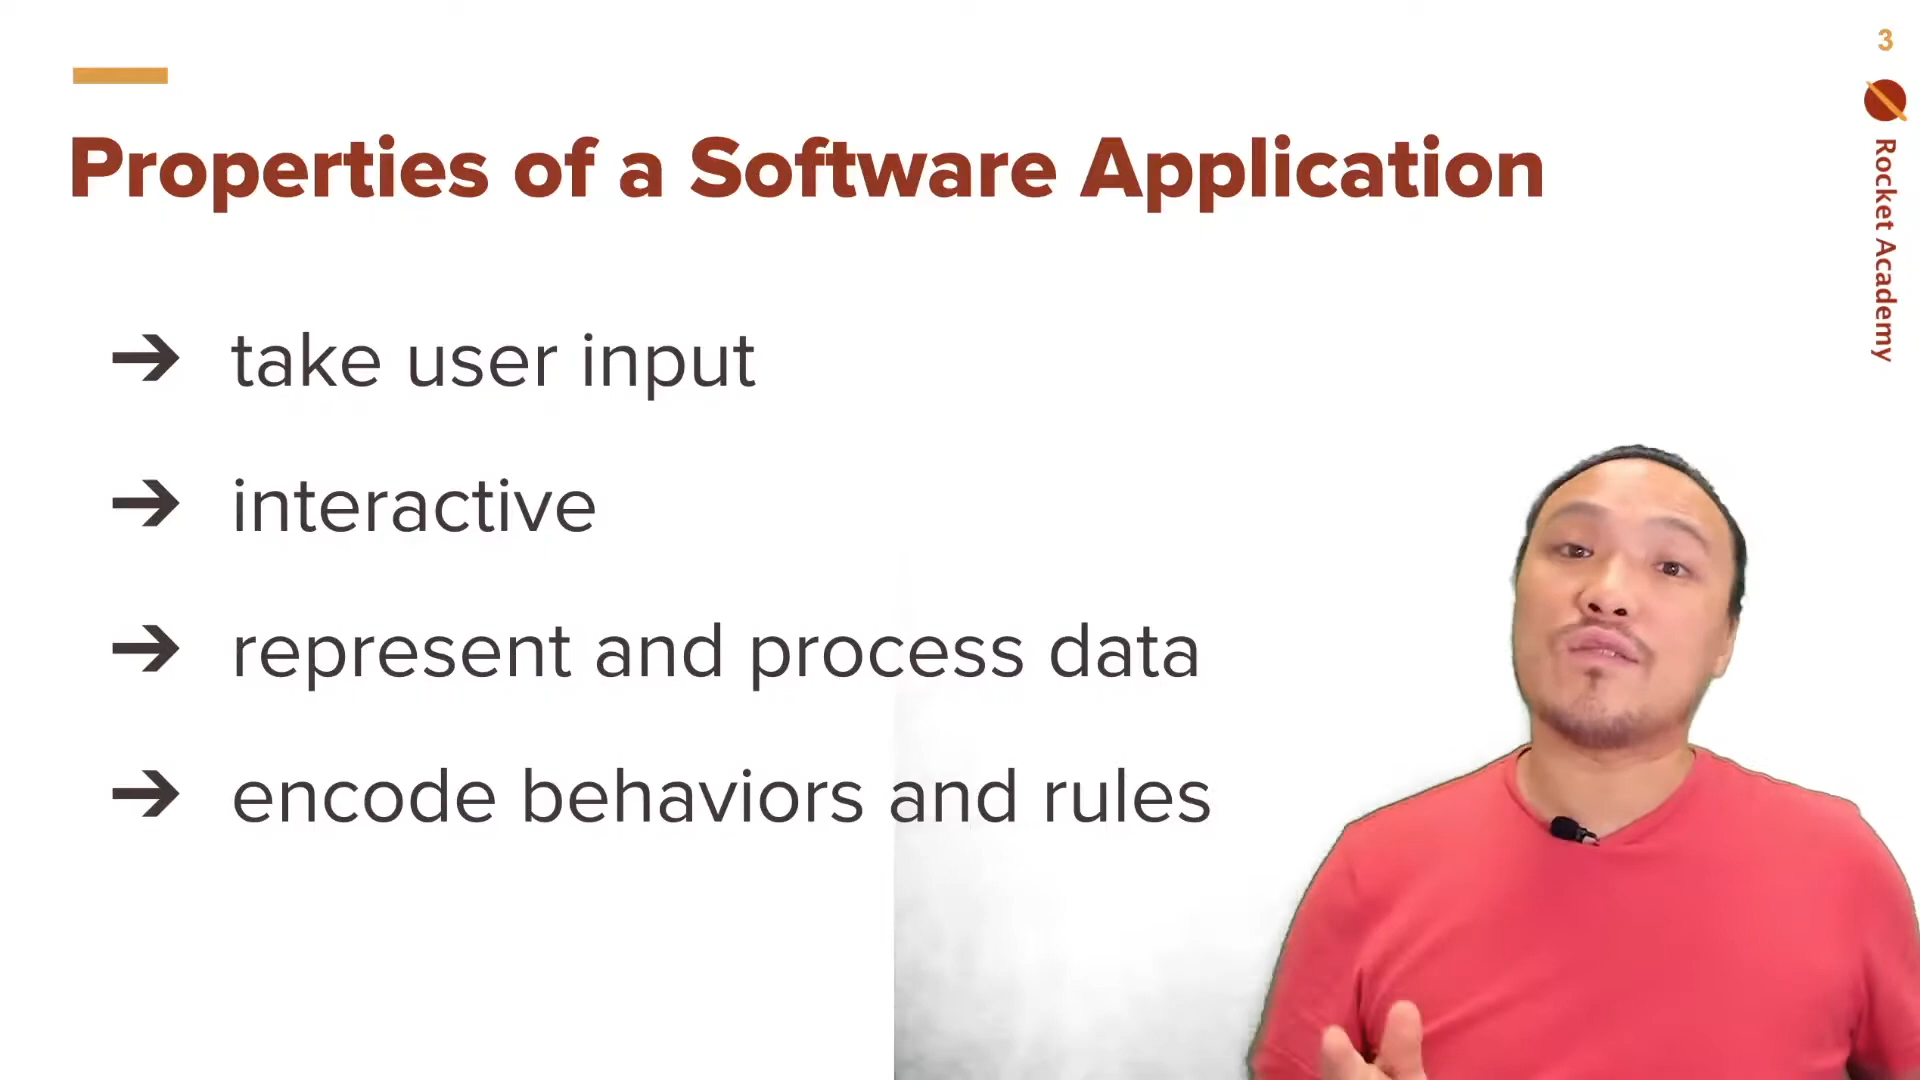 3
Rocket Academy
Properties of a Software Application
➔ take user input
➔ interactive
➔ represent and process data
➔ encode behaviors and rules